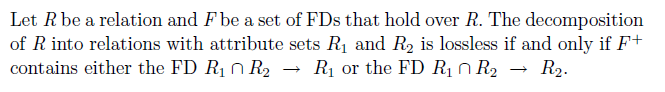 Let R be a relation and F be a set of FDs that hold over R. The decomposition
of R into relations with attribute sets R₁ and R₂ is lossless if and only if F⁺
contains either the FD R₁ ∩ R₂ → R₁ or the FD R₁ ∩ R₂ → R₂.